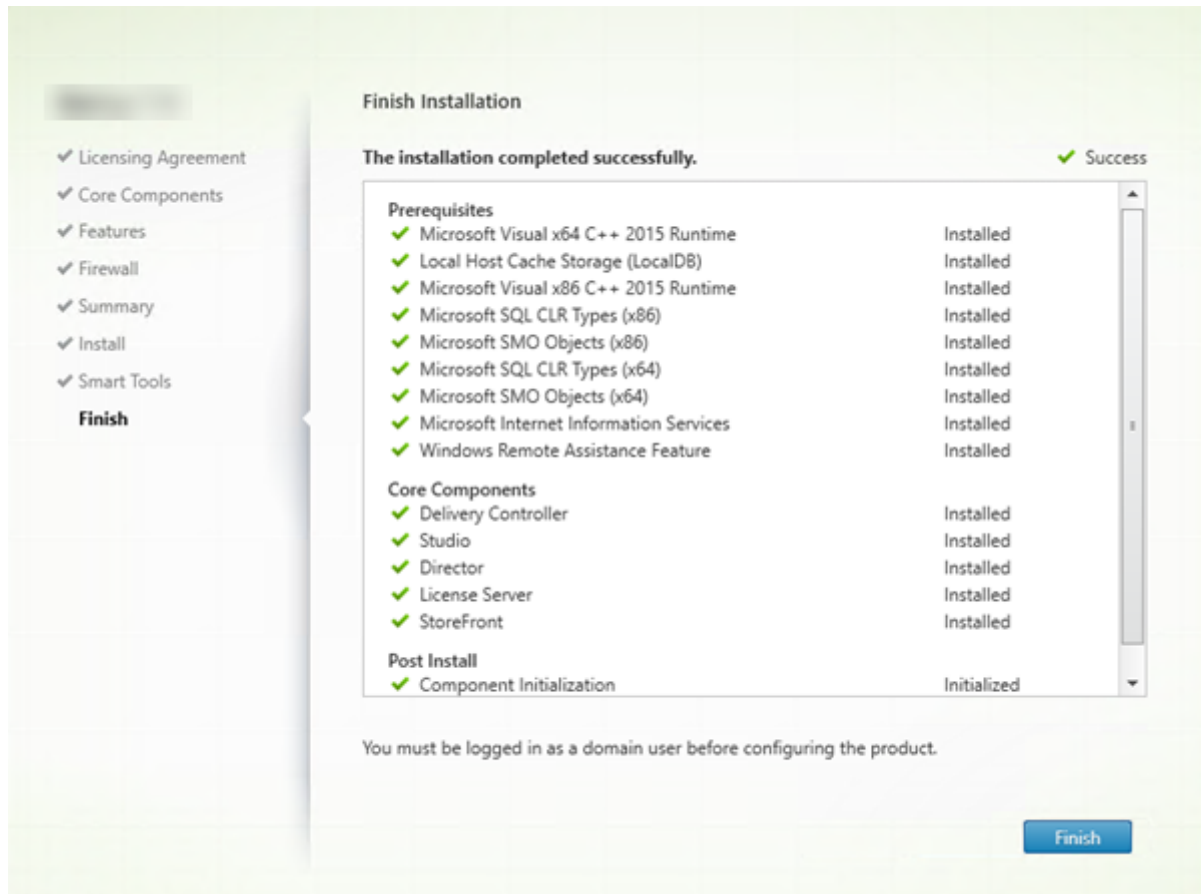 Finish Installation
Licensing Agreement
Core Components
Features
Firewall
Summary
Install
Smart Tools
Finish
The installation completed successfully. Success
Prerequisites
Microsoft Visual x64 C++ 2015 Runtime Installed
Local Host Cache Storage (LocalDB) Installed
Microsoft Visual x86 C++ 2015 Runtime Installed
Microsoft SQL CLR Types (x86) Installed
Microsoft SMO Objects (x86) Installed
Microsoft SQL CLR Types (x64) Installed
Microsoft SMO Objects (x64) Installed
Microsoft Internet Information Services Installed
Windows Remote Assistance Feature Installed
Core Components
Delivery Controller Installed
Studio Installed
Director Installed
License Server Installed
StoreFront Installed
Post Install
Component Initialization Initialized
You must be logged in as a domain user before configuring the product.
Finish